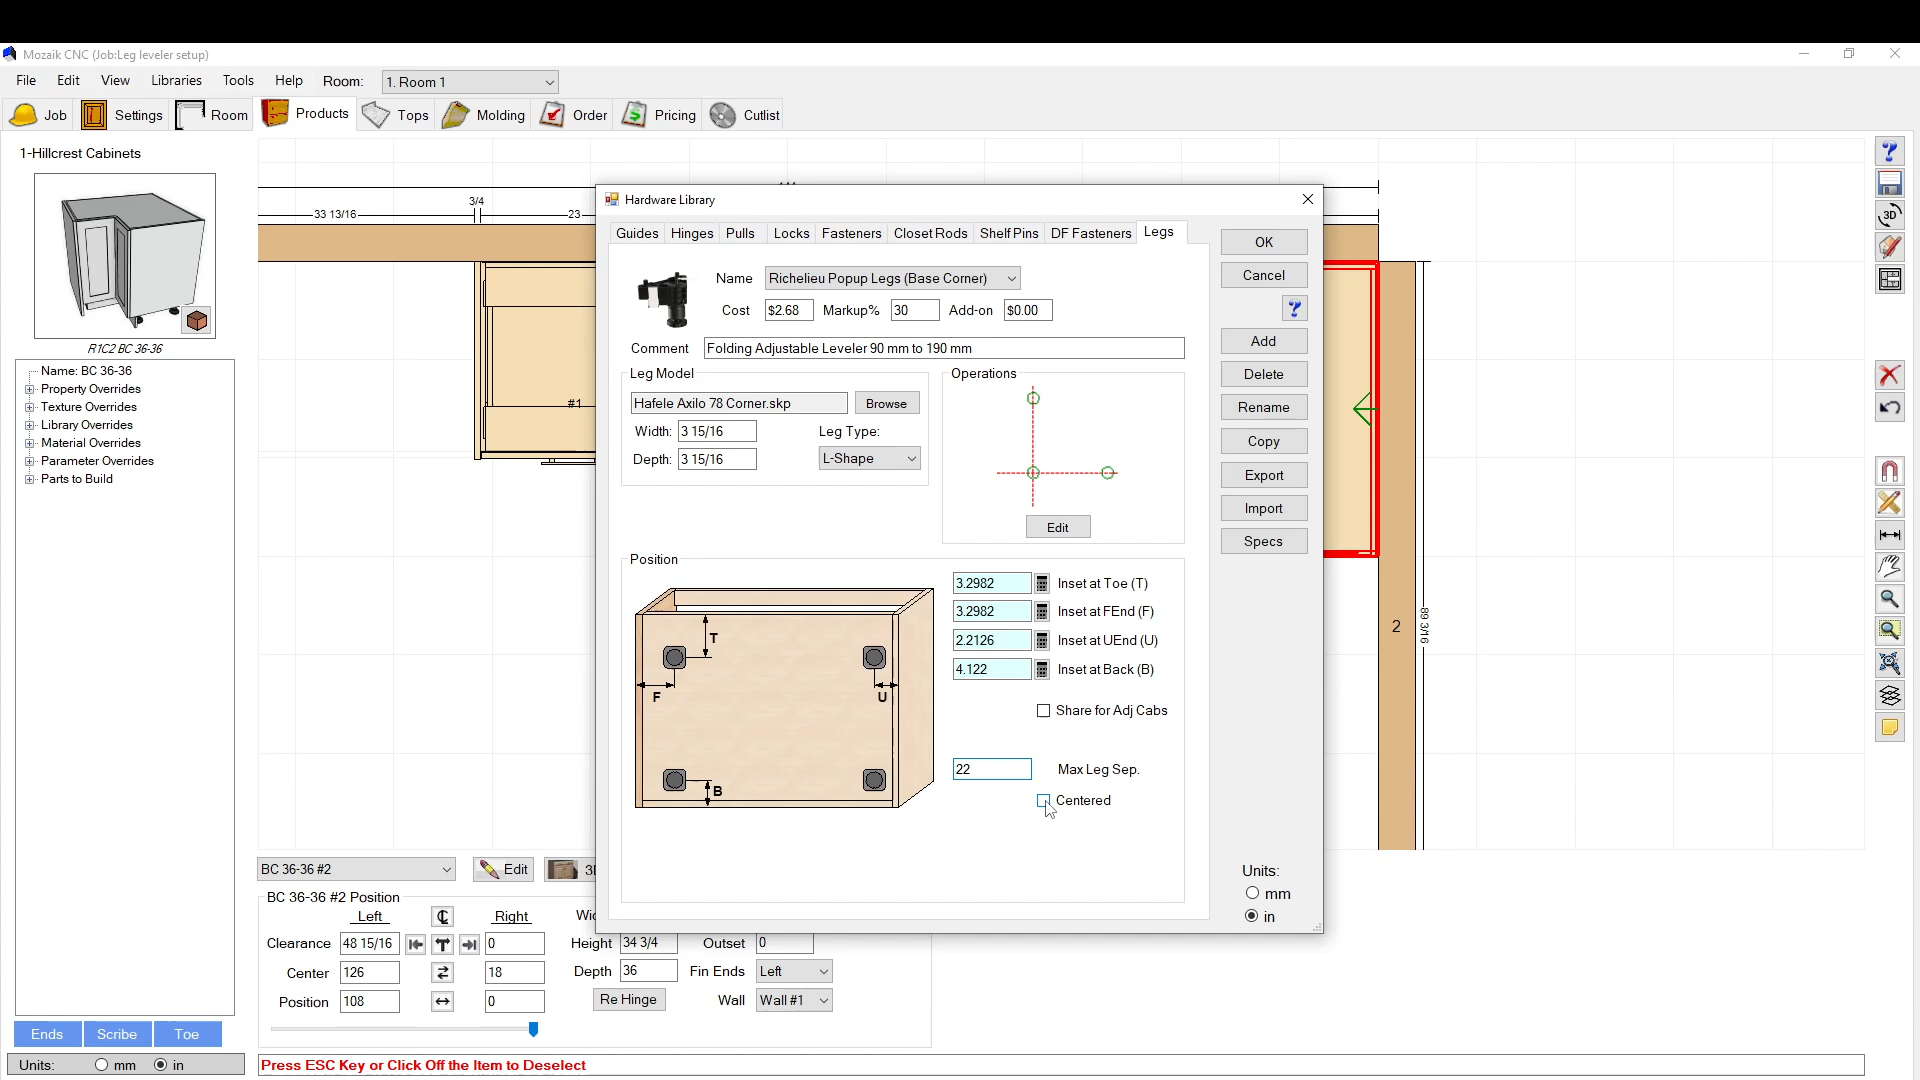 Mozaik CNC (Job:Leg leveler setup)
File Edit View Libraries Tools Help Room: 1. Room 1
Job Settings Room Products Tops Molding Order Pricing Cutlist
1-Hillcrest Cabinets
R1C2 BC 36-36
Name: BC 36-36
Property Overrides
Texture Overrides
Library Overrides
Material Overrides
Parameter Overrides
Parts to Build
Ends Scribe Toe
Units: mm in
33 13/16
3/4
23
#1
3D
2
89 3/16
Hardware Library
Guides Hinges Pulls Locks Fasteners Closet Rods Shelf Pins DF Fasteners Legs
Name Richelieu Popup Legs (Base Corner)
Cost $2.68 Markup% 30 Add-on $0.00
Comment Folding Adjustable Leveler 90 mm to 190 mm
Leg Model
Hafele Axilo 78 Corner.skp Browse
Width: 3 15/16 Leg Type:
Depth: 3 15/16 L-Shape
Operations
Edit
Position
T
F
U
B
3.2982 Inset at Toe (T)
3.2982 Inset at FEnd (F)
2.2126 Inset at UEnd (U)
4.122 Inset at Back (B)
Share for Adj Cabs
22 Max Leg Sep.
Centered
OK
Cancel
Add
Delete
Rename
Copy
Export
Import
Specs
Units:
mm
in
BC 36-36 #2 Edit
BC 36-36 #2 Position
Left Right
Clearance 48 15/16 0 Height 34 3/4 Outset 0
Center 126 18 Depth 36 Fin Ends Left
Position 108 0 Re Hinge Wall Wall #1
Press ESC Key or Click Off the Item to Deselect